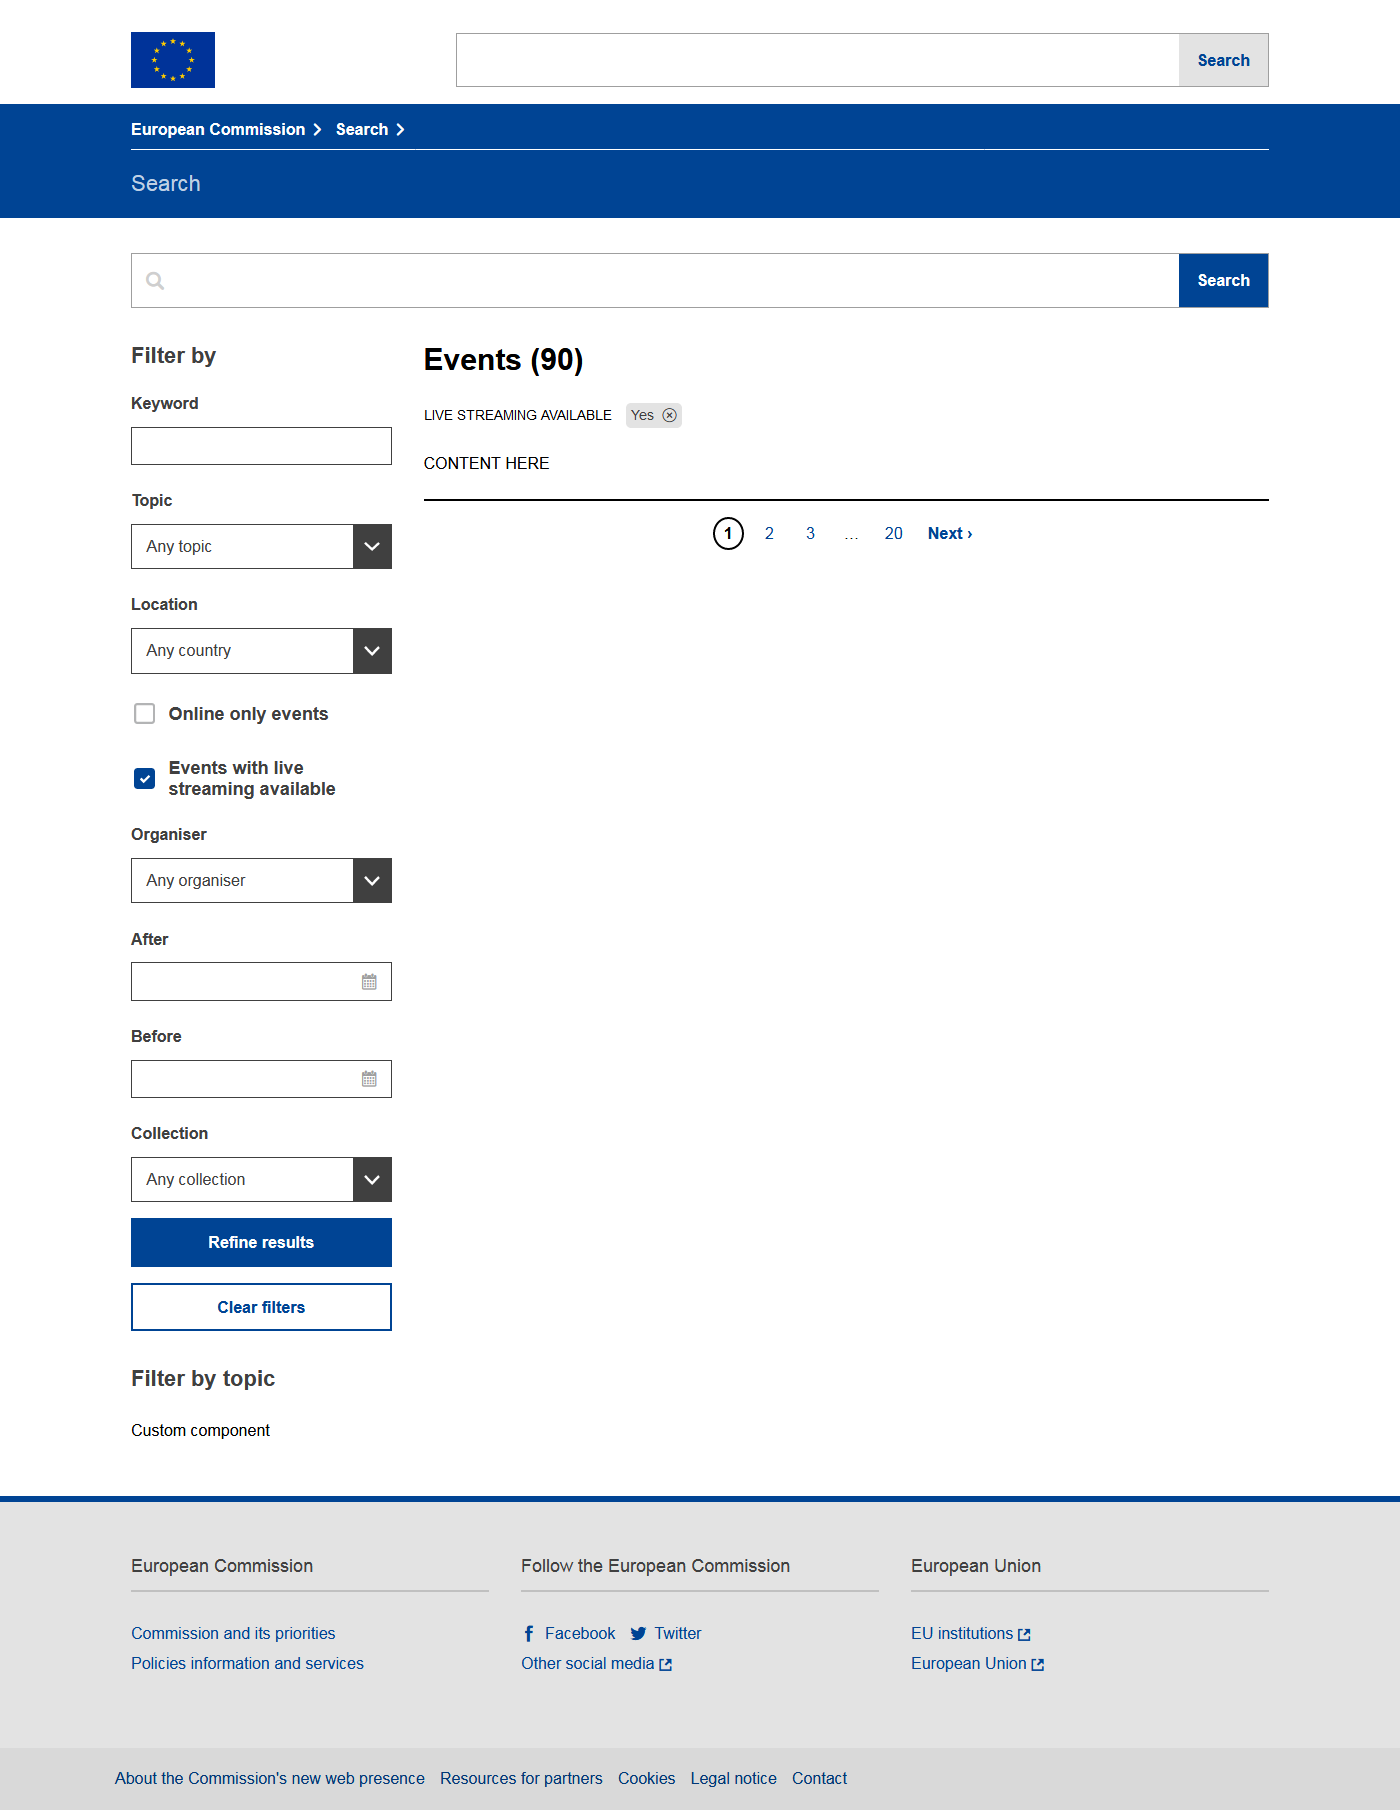 Search
European Commission Search
Search
Search
Filter by
Keyword
Topic
Any topic
Location
Any country
Online only events
Events with live
streaming available
Organiser
Any organiser
After
Before
Collection
Any collection
Refine results
Clear filters
Filter by topic
Custom component
Events (90)
LIVE STREAMING AVAILABLE Yes
CONTENT HERE
1 2 3 ... 20 Next ›
European Commission
Commission and its priorities
Policies information and services
Follow the European Commission
Facebook Twitter
Other social media
European Union
EU institutions
European Union
About the Commission's new web presence Resources for partners Cookies Legal notice Contact